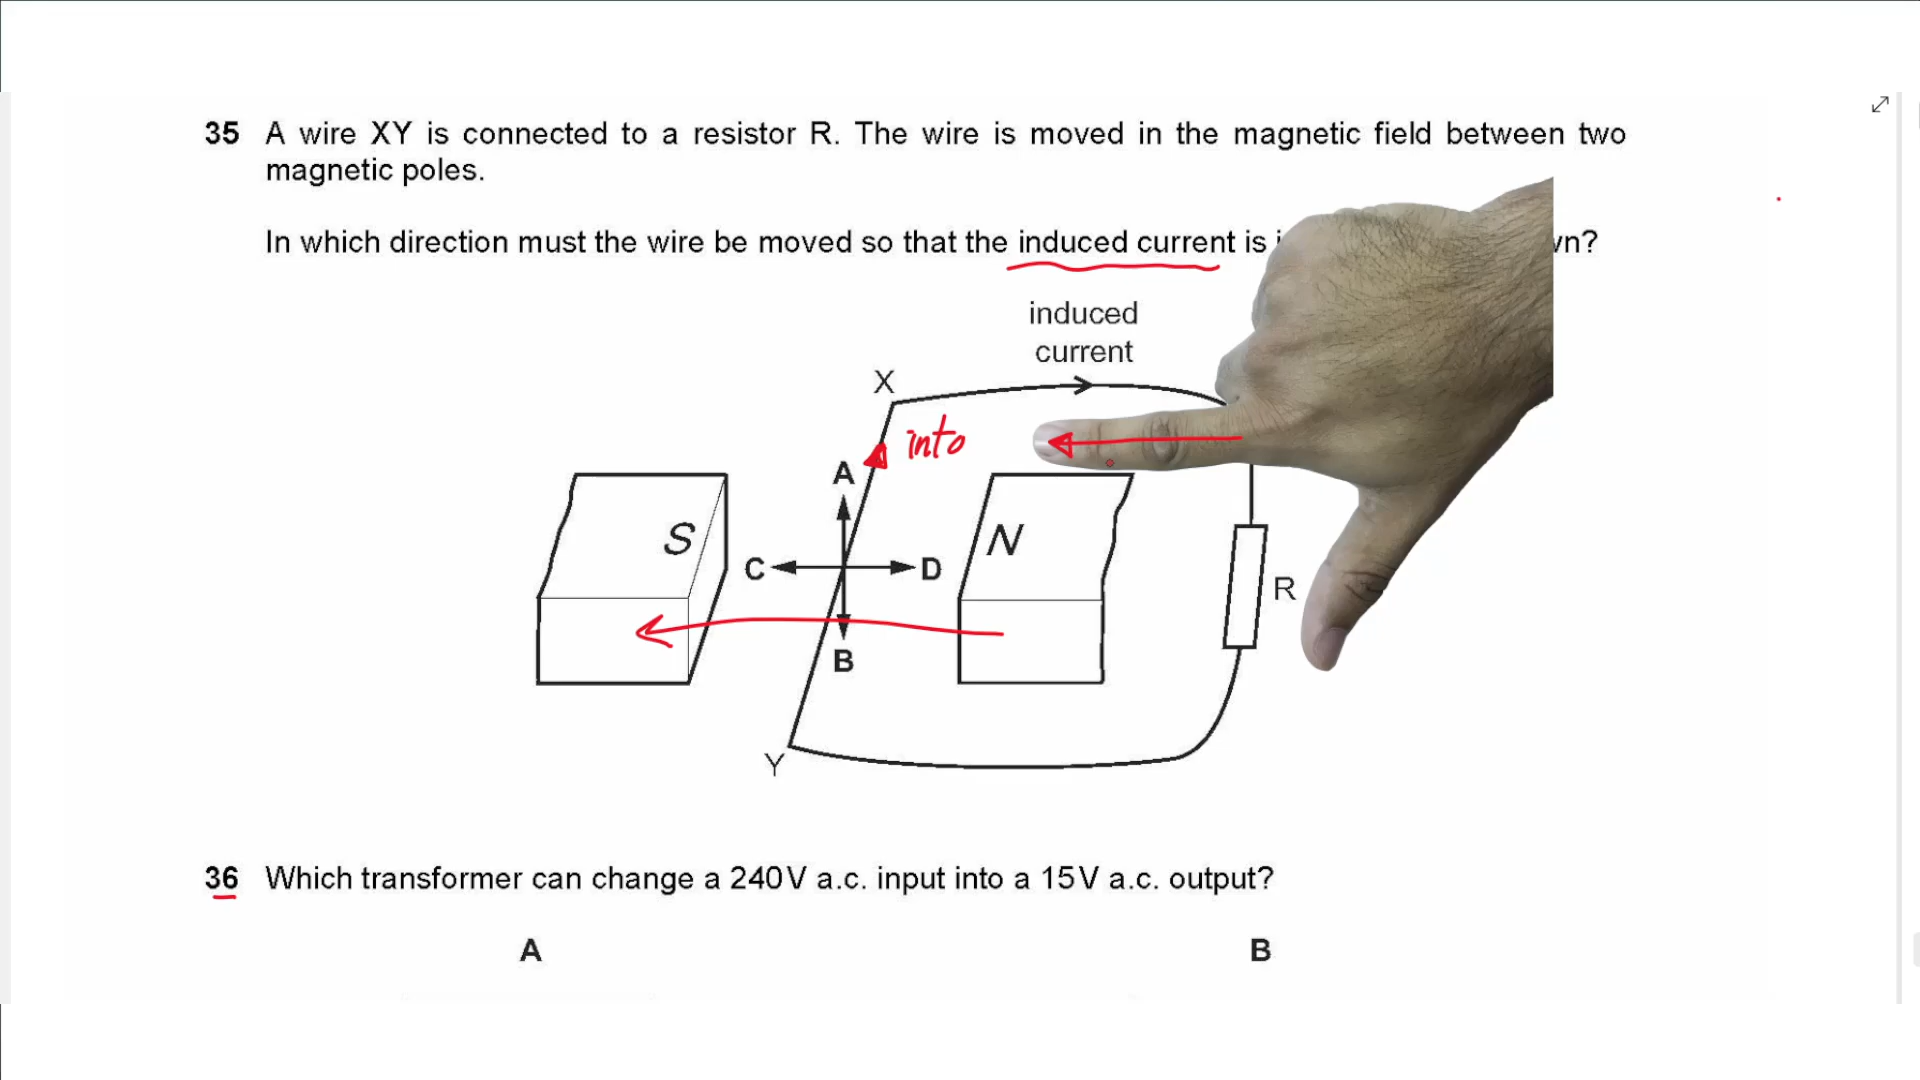 35 A wire XY is connected to a resistor R. The wire is moved in the magnetic field between two
magnetic poles.
In which direction must the wire be moved so that the induced current is
induced
current
X
into
A
S
N
C
D
R
B
Y
36 Which transformer can change a 240 V a.c. input into a 15 V a.c. output?
A
B